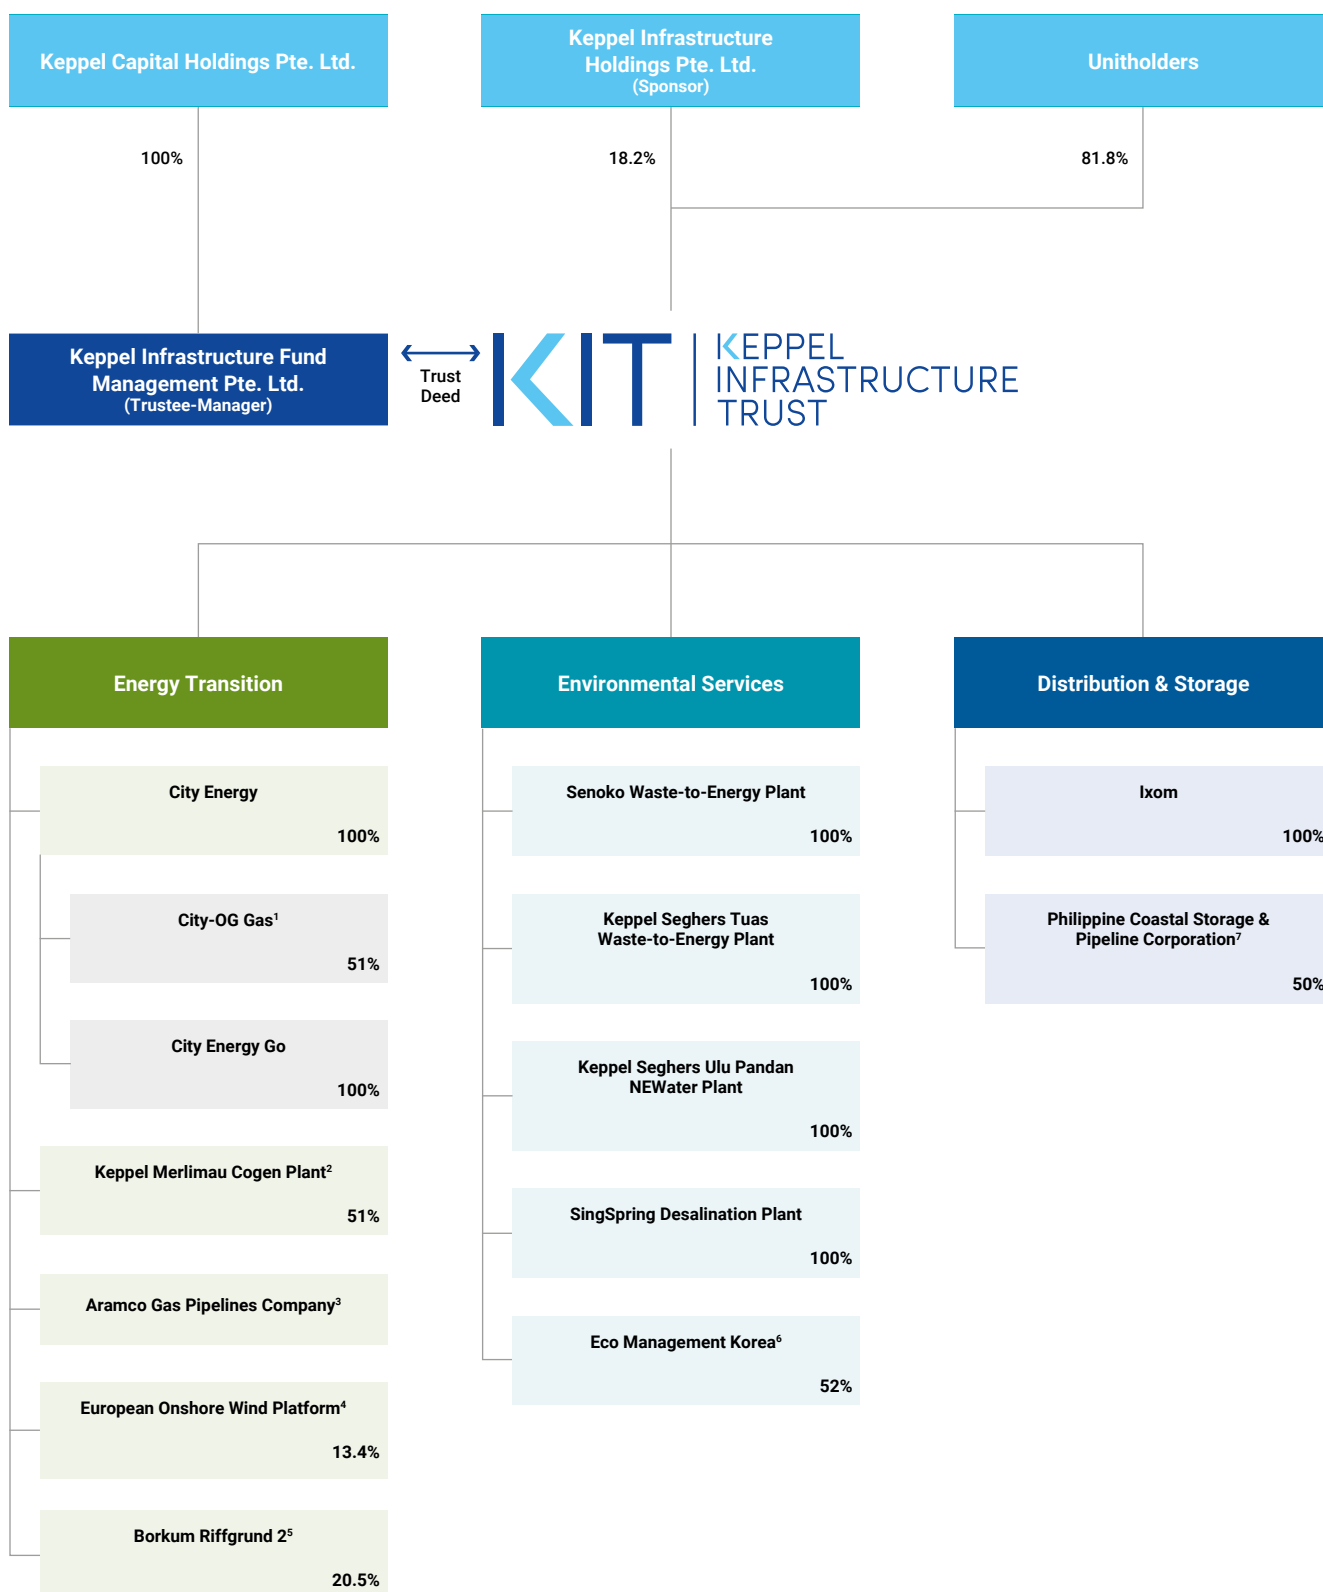 Keppel Capital Holdings Pte. Ltd.
Keppel Infrastructure
Holdings Pte. Ltd.
(Sponsor)
Unitholders
100%
18.2%
81.8%
Keppel Infrastructure Fund
Management Pte. Ltd.
(Trustee-Manager)
Trust
Deed
KIT
KEPPEL
INFRASTRUCTURE
TRUST
Energy Transition
City Energy
100%
City-OG Gas¹
51%
City Energy Go
100%
Keppel Merlimau Cogen Plant²
51%
Aramco Gas Pipelines Company³
European Onshore Wind Platform⁴
13.4%
Borkum Riffgrund 2⁵
20.5%
Environmental Services
Senoko Waste-to-Energy Plant
100%
Keppel Seghers Tuas
Waste-to-Energy Plant
100%
Keppel Seghers Ulu Pandan
NEWater Plant
100%
SingSpring Desalination Plant
100%
Eco Management Korea⁶
52%
Distribution & Storage
Ixom
100%
Philippine Coastal Storage &
Pipeline Corporation⁷
50%